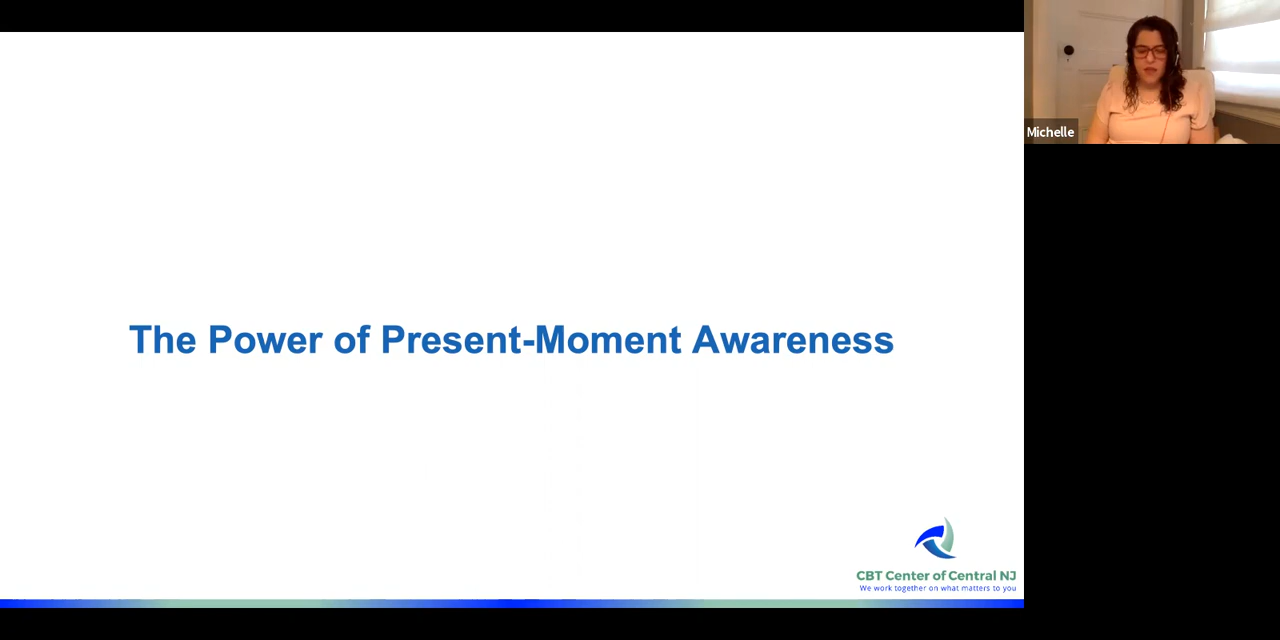 Michelle
The Power of Present-Moment Awareness
CBT Center of Central NJ
We work together on what matters to you